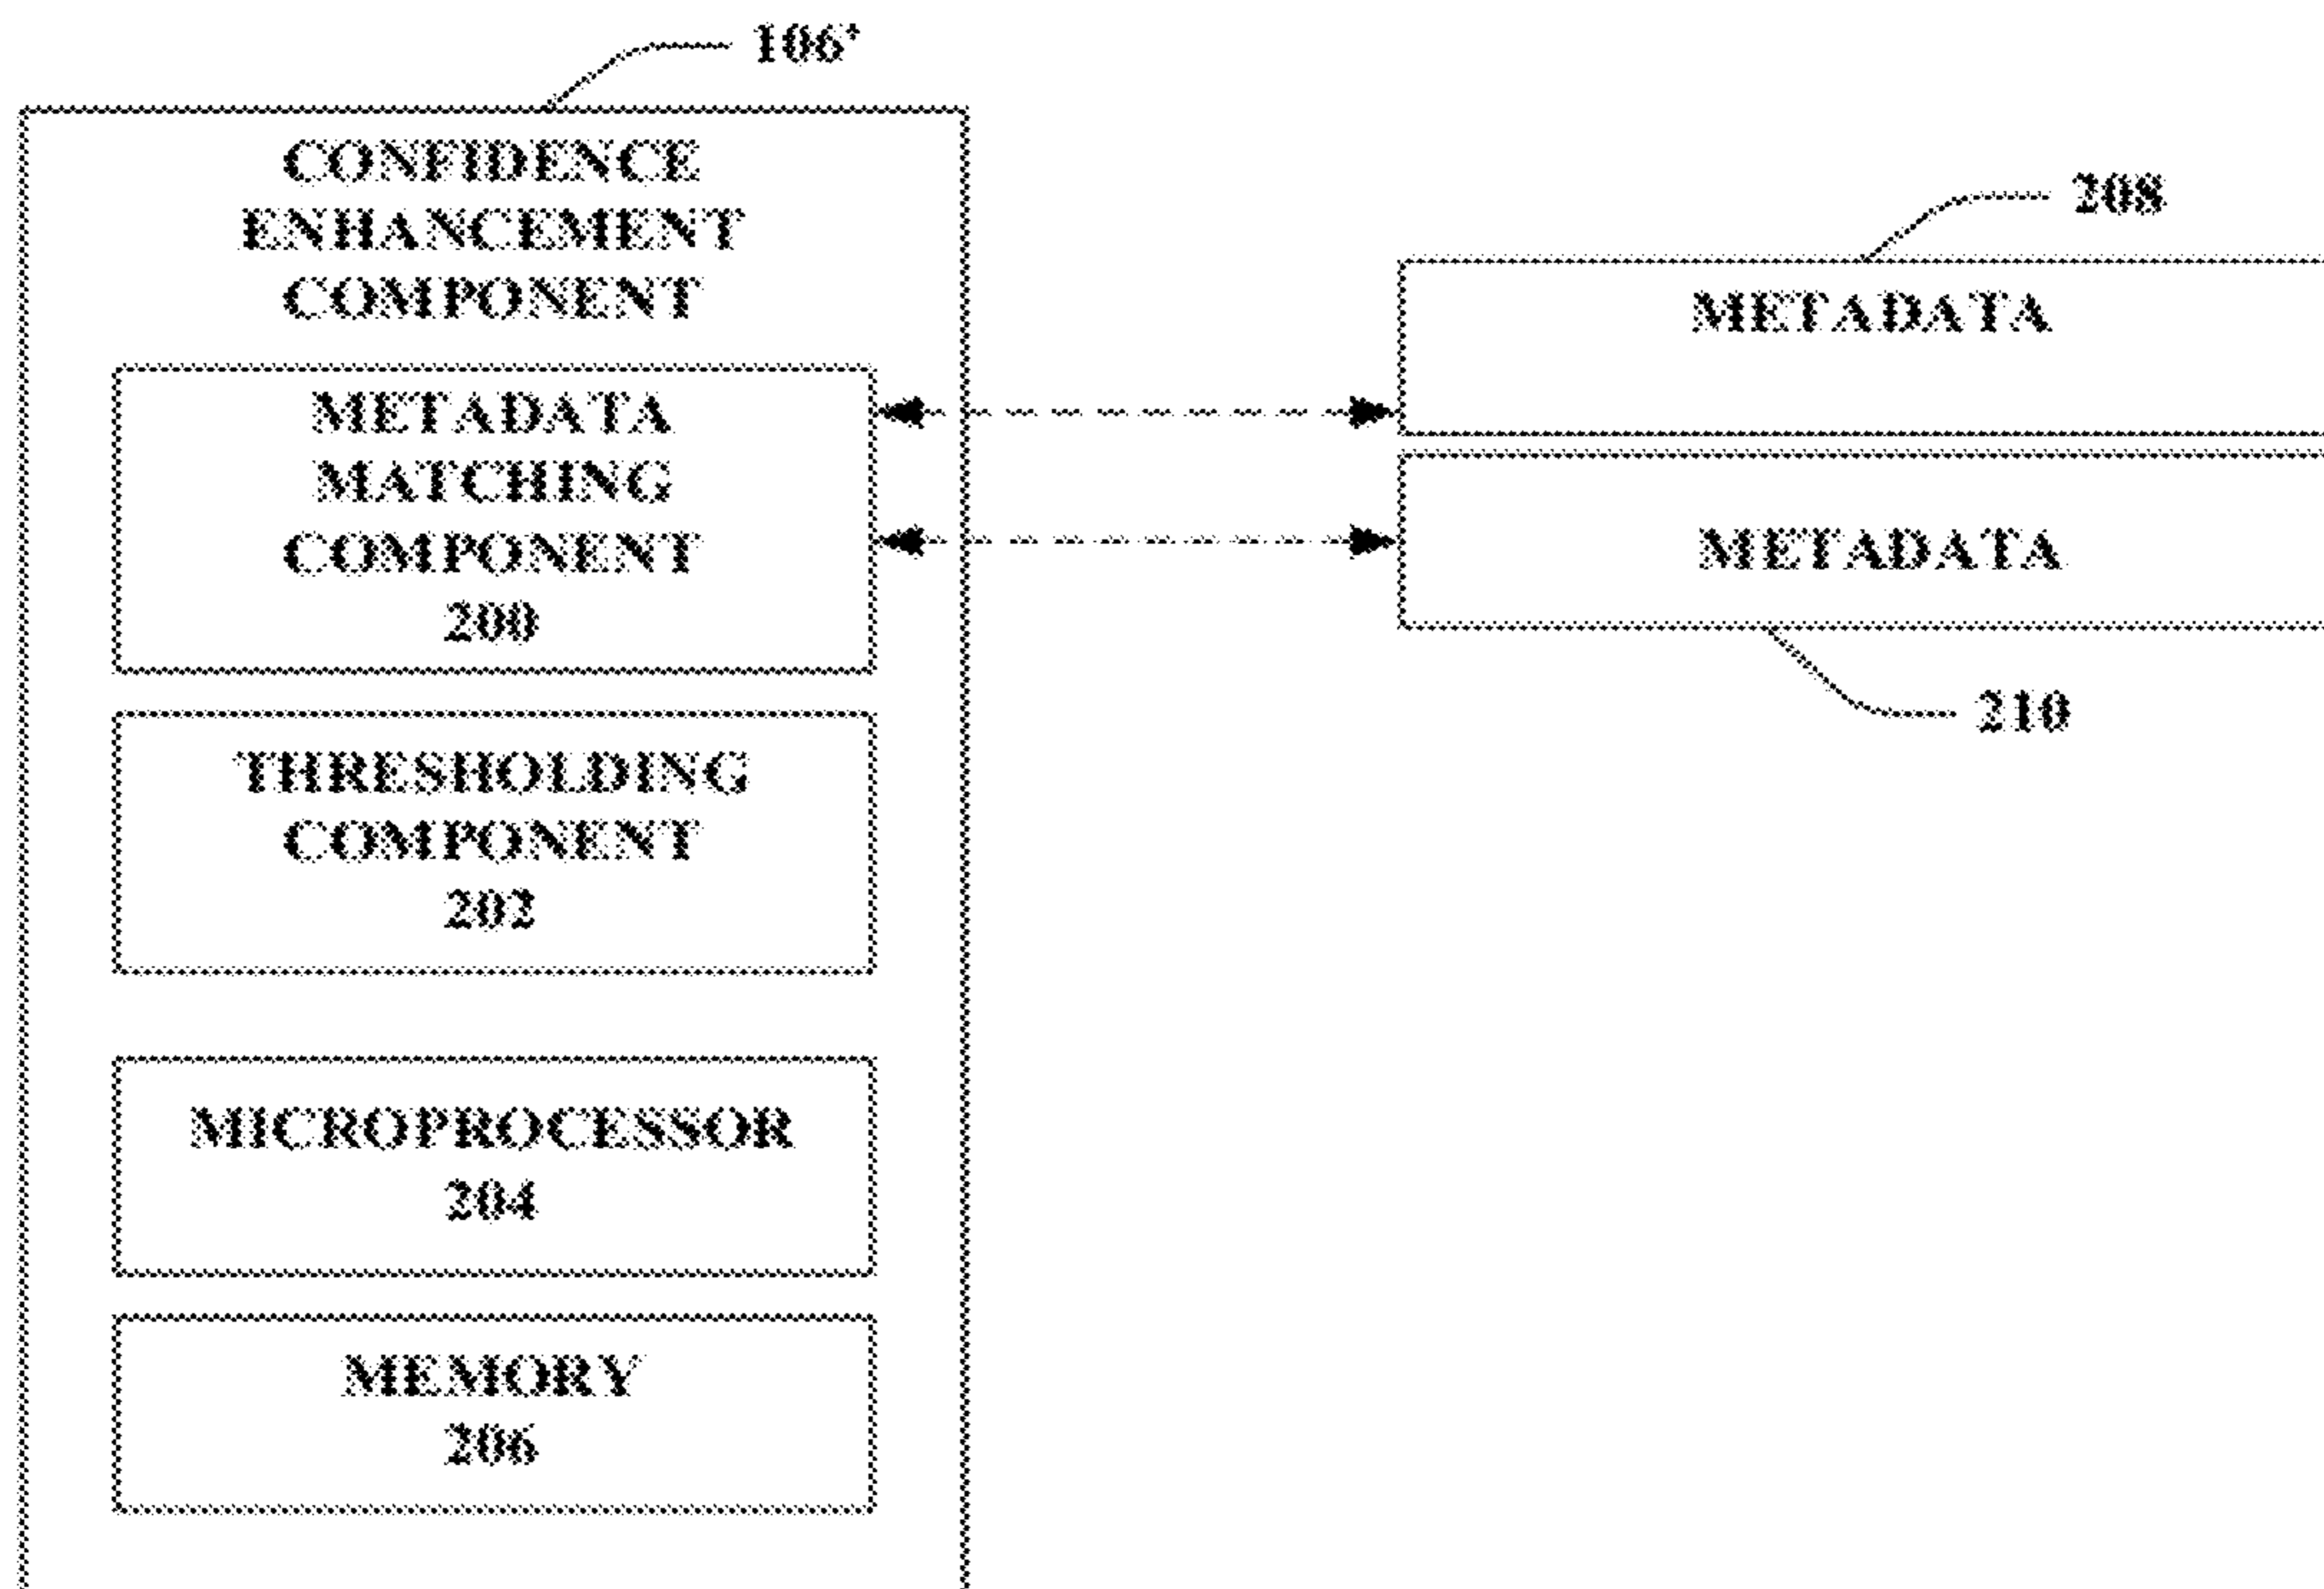 106'
CONFIDENCE
ENHANCEMENT
COMPONENT
METADATA
MATCHING
COMPONENT
200
THRESHOLDING
COMPONENT
202
MICROPROCESSOR
204
MEMORY
206
208
METADATA
METADATA
210